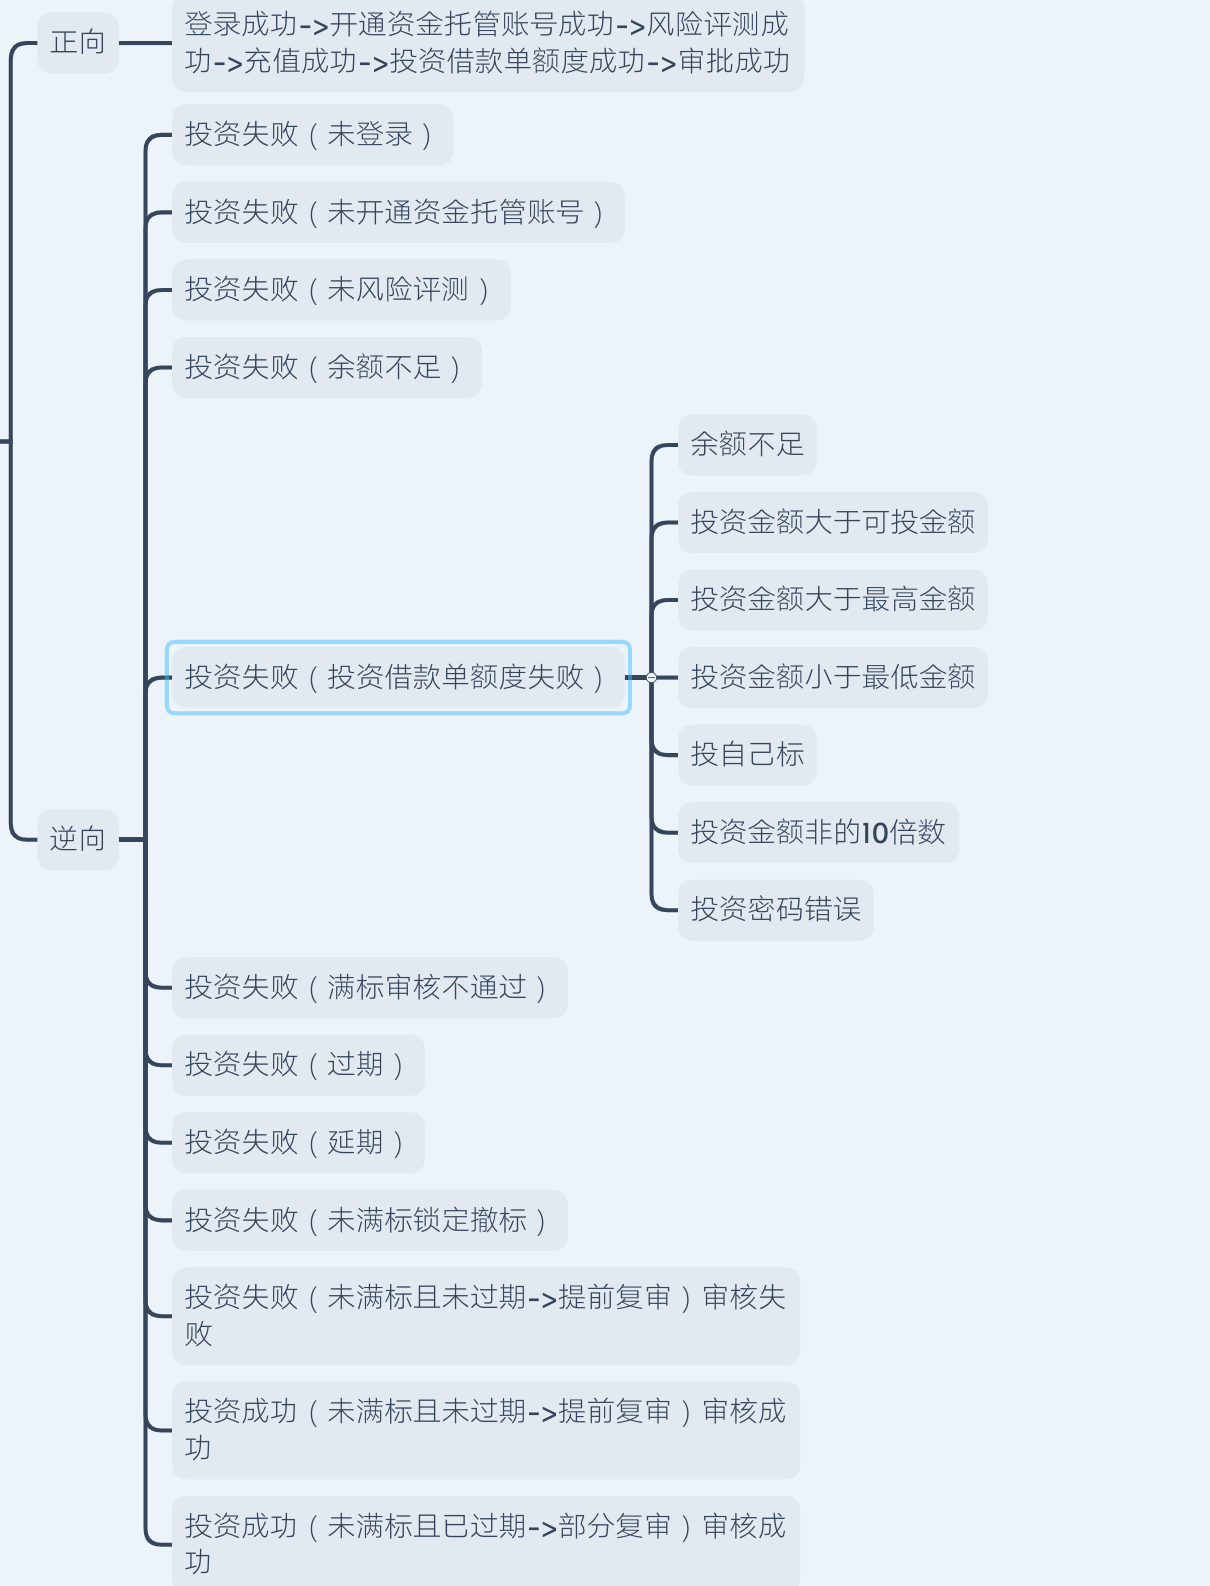 正向
登录成功->开通资金托管账号成功->风险评测成
功->充值成功->投资借款单额度成功->审批成功
逆向
投资失败（未登录）
投资失败（未开通资金托管账号）
投资失败（未风险评测）
投资失败（余额不足）
投资失败（投资借款单额度失败）
余额不足
投资金额大于可投金额
投资金额大于最高金额
投资金额小于最低金额
投自己标
投资金额非的10倍数
投资密码错误
投资失败（满标审核不通过）
投资失败（过期）
投资失败（延期）
投资失败（未满标锁定撤标）
投资失败（未满标且未过期->提前复审）审核失
败
投资成功（未满标且未过期->提前复审）审核成
功
投资成功（未满标且已过期->部分复审）审核成
功